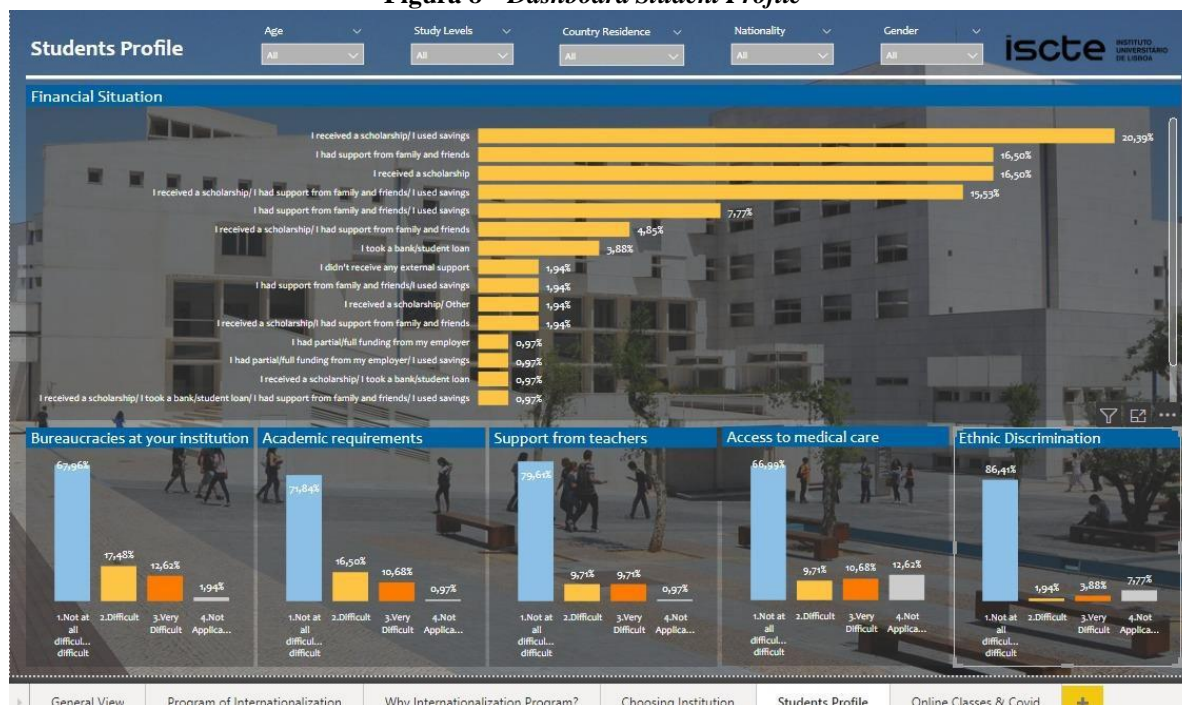 Figura 8 – Dashboard Student Profile
Students Profile
Age
All
Study Levels
All
Country Residence
All
Nationality
All
Gender
All
iscte INSTITUTO
UNIVERSITÁRIO
DE LISBOA
Financial Situation
I received a scholarship/ I used savings 20,39%
I had support from family and friends 16,50%
I received a scholarship 16,50%
I received a scholarship/ I had support from family and friends/ I used savings 15,53%
I had support from family and friends/ I used savings 7,77%
I received a scholarship/ I had support from family and friends 4,85%
I took a bank/student loan 3,88%
I didn't receive any external support 1,94%
I had support from family and friends/I used savings 1,94%
I received a scholarship/ Other 1,94%
I received a scholarship/I had support from family and friends 1,94%
I had partial/full funding from my employer 0,97%
I had partial/full funding from my employer/ I used savings 0,97%
I received a scholarship/ I took a bank/student loan 0,97%
I received a scholarship/ I took a bank/student loan/ I had support from family and friends/ I used savings 0,97%
Bureaucracies at your institution
67,96%
17,48%
12,62%
1,94%
1.Not at
all
difficul...
difficult
2.Difficult
3.Very
Difficult
4.Not
Applica...
Academic requirements
71,84%
16,50%
10,68%
0,97%
1.Not at
all
difficul...
difficult
2.Difficult
3.Very
Difficult
4.Not
Applica...
Support from teachers
79,61%
9,71%
9,71%
0,97%
1.Not at
all
difficul...
difficult
2.Difficult
3.Very
Difficult
4.Not
Applica...
Access to medical care
66,99%
9,71%
10,68%
12,62%
1.Not at
all
difficul...
difficult
2.Difficult
3.Very
Difficult
4.Not
Applica...
Ethnic Discrimination
86,41%
1,94%
3,88%
7,77%
1.Not at
all
difficul...
difficult
2.Difficult
3.Very
Difficult
4.Not
Applica...
General View
Program of Internationalization
Why Internationalization Program?
Choosing Institution
Students Profile
Online Classes & Covid
+